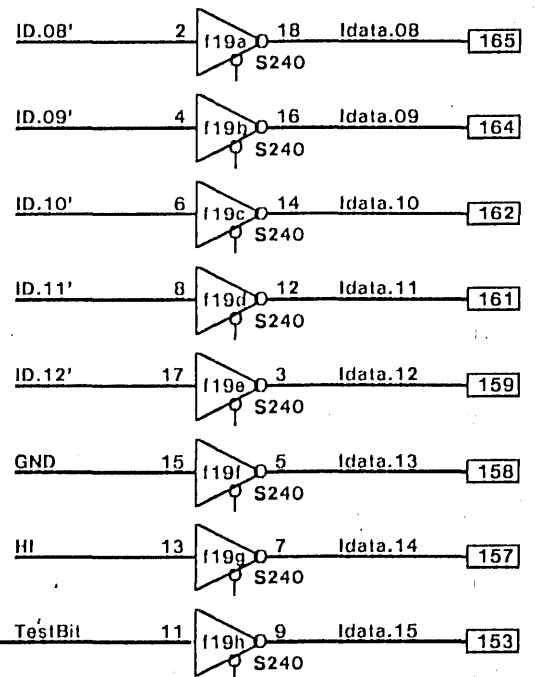 ID.08' 2 f19a 18 Idata.08 165
S240
ID.09' 4 f19b 16 Idata.09 164
S240
ID.10' 6 f19c 14 Idata.10 162
S240
ID.11' 8 f19d 12 Idata.11 161
S240
ID.12' 17 f19e 3 Idata.12 159
S240
GND 15 f19f 5 Idata.13 158
S240
HI 13 f19g 7 Idata.14 157
S240
TestBit 11 f19h 9 Idata.15 153
S240